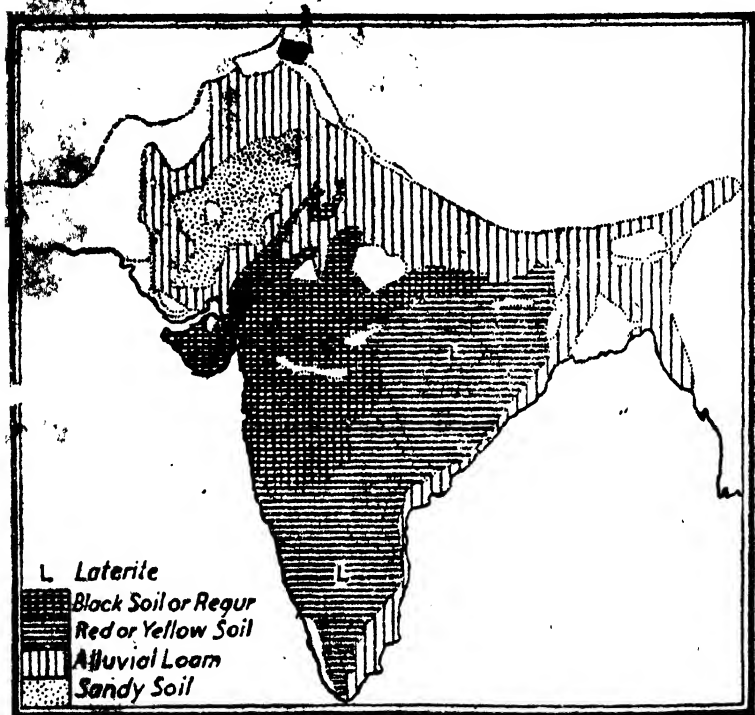 L
L
L Laterite
Black Soil or Regur
Red or Yellow Soil
Alluvial Loam
Sandy Soil